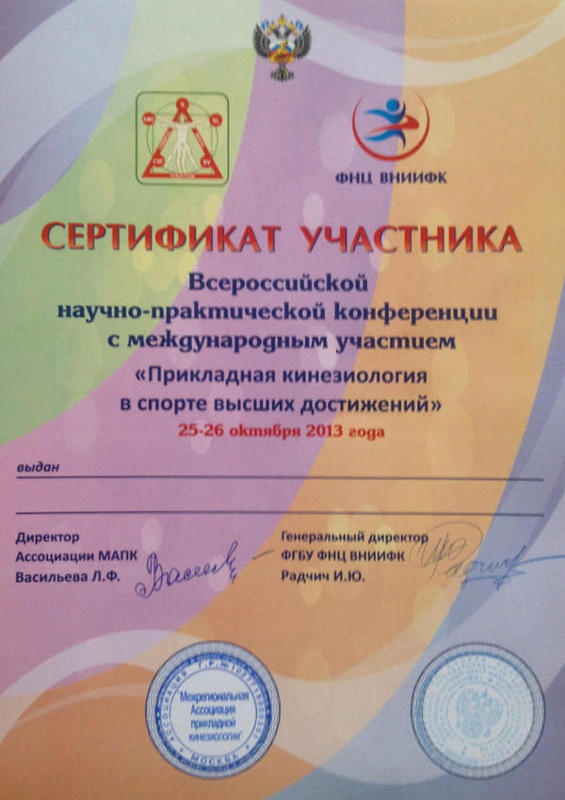 ФНЦ ВНИИФК
СЕРТИФИКАТ УЧАСТНИКА
Всероссийской
научно-практической конференции
с международным участием
«Прикладная кинезиология
в спорте высших достижений»
25-26 октября 2013 года
выдан
Директор
Ассоциации МАПК
Васильева Л.Ф.
Генеральный директор
ФГБУ ФНЦ ВНИИФК
Радчич И.Ю.
Межрегиональная
Ассоциация
прикладной
кинезиологии
АССОЦИАЦИЯ
МОСКВА